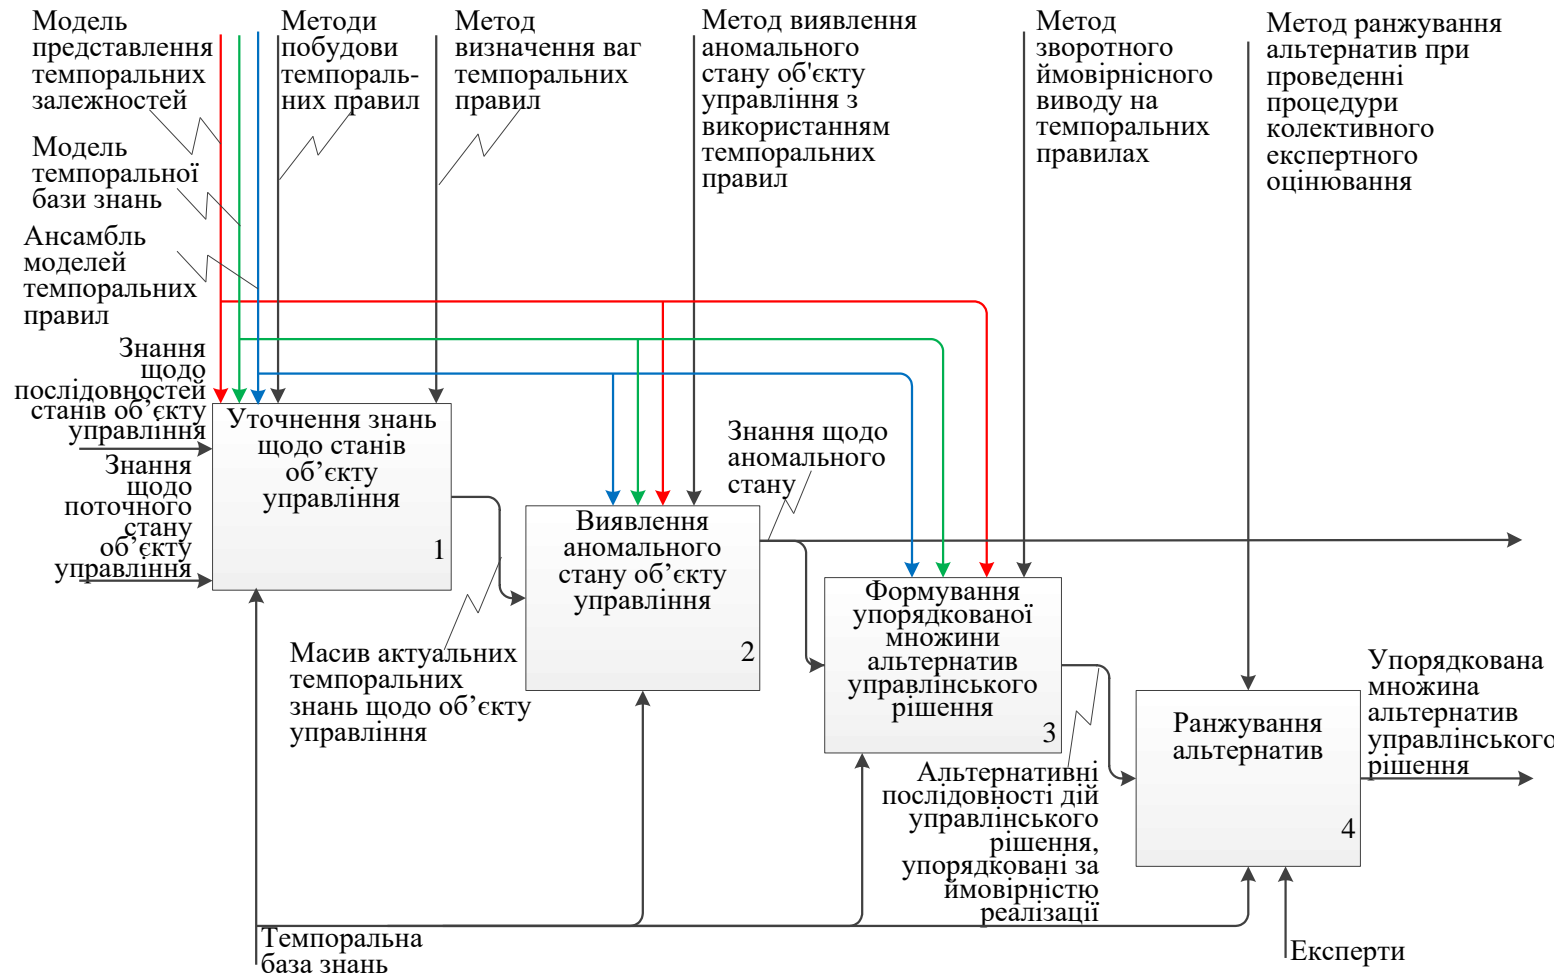 Модель
представлення
темпоральних
залежностей
Методи
побудови
темпораль-
них правил
Метод
визначення ваг
темпоральних
правил
Метод виявлення
аномального
стану об'єкту
управління з
використанням
темпоральних
правил
Метод
зворотного
ймовірнісного
виводу на
темпоральних
правилах
Метод ранжування
альтернатив при
проведенні
процедури
колективного
експертного
оцінювання
Модель
темпоральної
бази знань
Ансамбль
моделей
темпоральних
правил
Знання
щодо
послідовностей
станів об’єкту
управління
Знання
щодо
поточного
стану
об’єкту
управління
Уточнення знань
щодо станів
об’єкту
управління
1
Масив актуальних
темпоральних
знань щодо об’єкту
управління
Виявлення
аномального
стану об’єкту
управління
2
Знання щодо
аномального
стану
Формування
упорядкованої
множини
альтернатив
управлінського
рішення
3
Альтернативні
послідовності дій
управлінського
рішення,
упорядковані за
ймовірністю
реалізації
Ранжування
альтернатив
4
Упорядкована
множина
альтернатив
управлінського
рішення
Темпоральна
база знань
Експерти